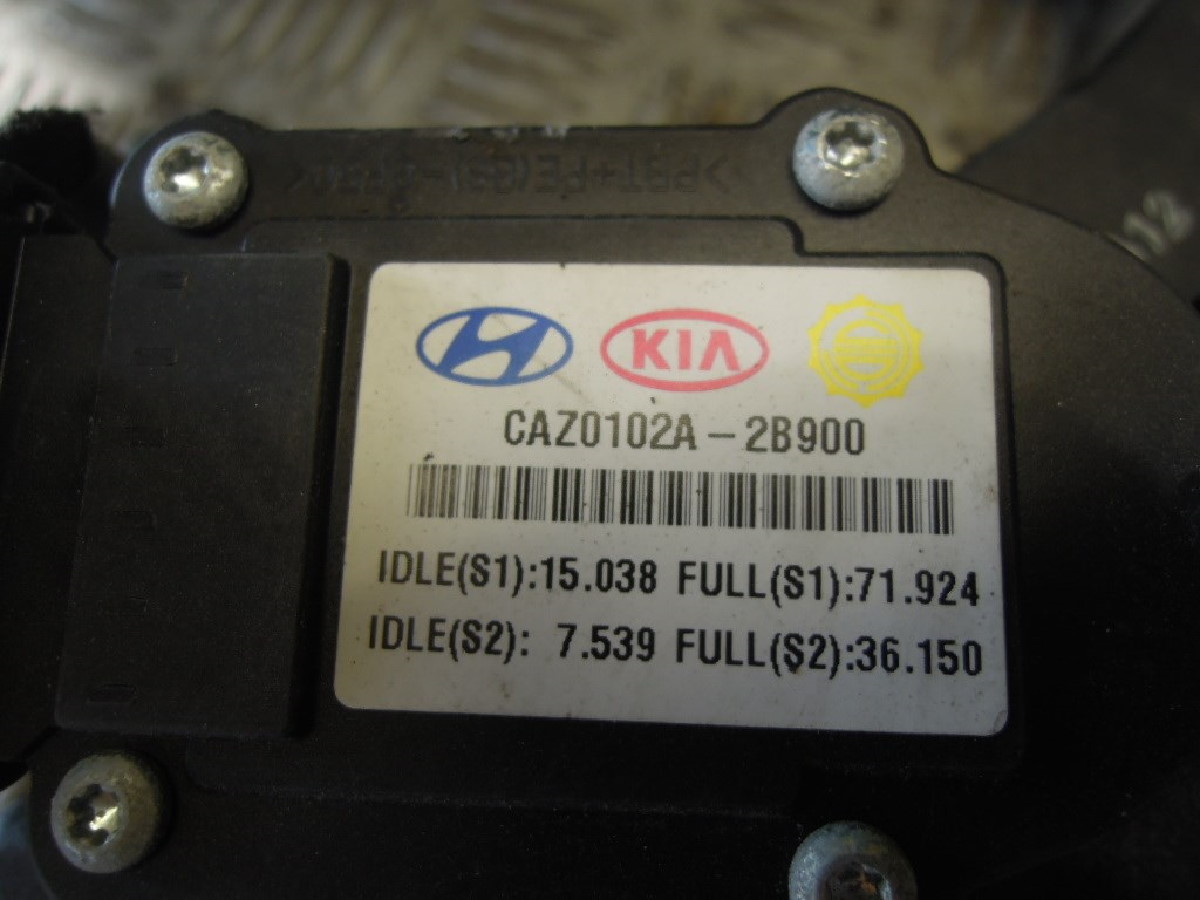 KIA
CAZ0102A-2B900
IDLE(S1):15.038 FULL(S1):71.924
IDLE(S2): 7.539 FULL(S2):36.150
12